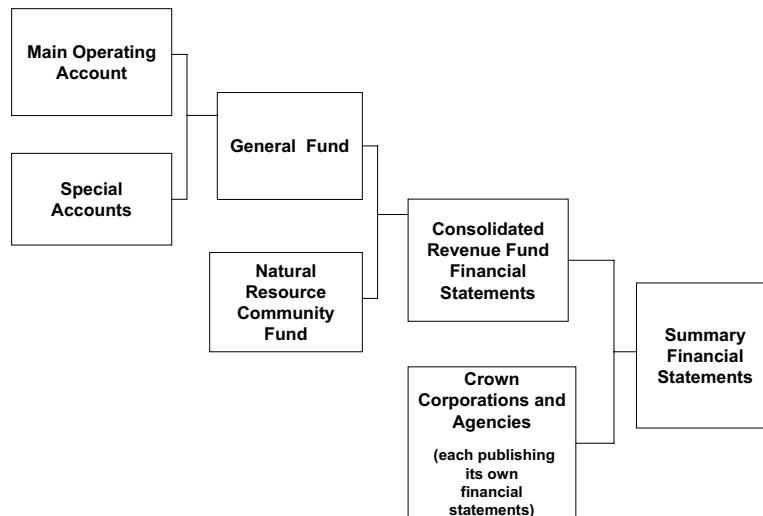 Main Operating
Account
General Fund
Special
Accounts
Consolidated
Revenue Fund
Financial
Statements
Natural
Resource
Community
Fund
Summary
Financial
Statements
Crown
Corporations and
Agencies
(each publishing
its own
financial
statements)